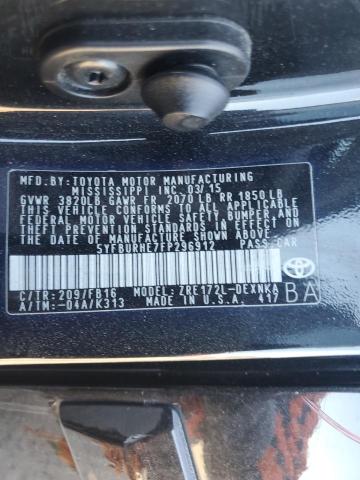 MFD.BY:TOYOTA MOTOR MANUFACTURING
MISSISSIPPI, INC. 03/15
GVWR 3820LB GAWR FR 2070LB RR 1850LB
THIS VEHICLE CONFORMS TO ALL APPLICABLE
FEDERAL MOTOR VEHICLE SAFETY, BUMPER,
AND THEFT PREVENTION STANDARDS IN EFFECT
ON THE DATE OF MANUFACTURE SHOWN ABOVE.
5YFBURHE7FP296912 PASS.CAR
TOYOTA
C/TR:209/FB16 MODEL:ZRE172L-DEXNKA
A/TM:-04A/K313 MADE IN U.S.A. 417
BA